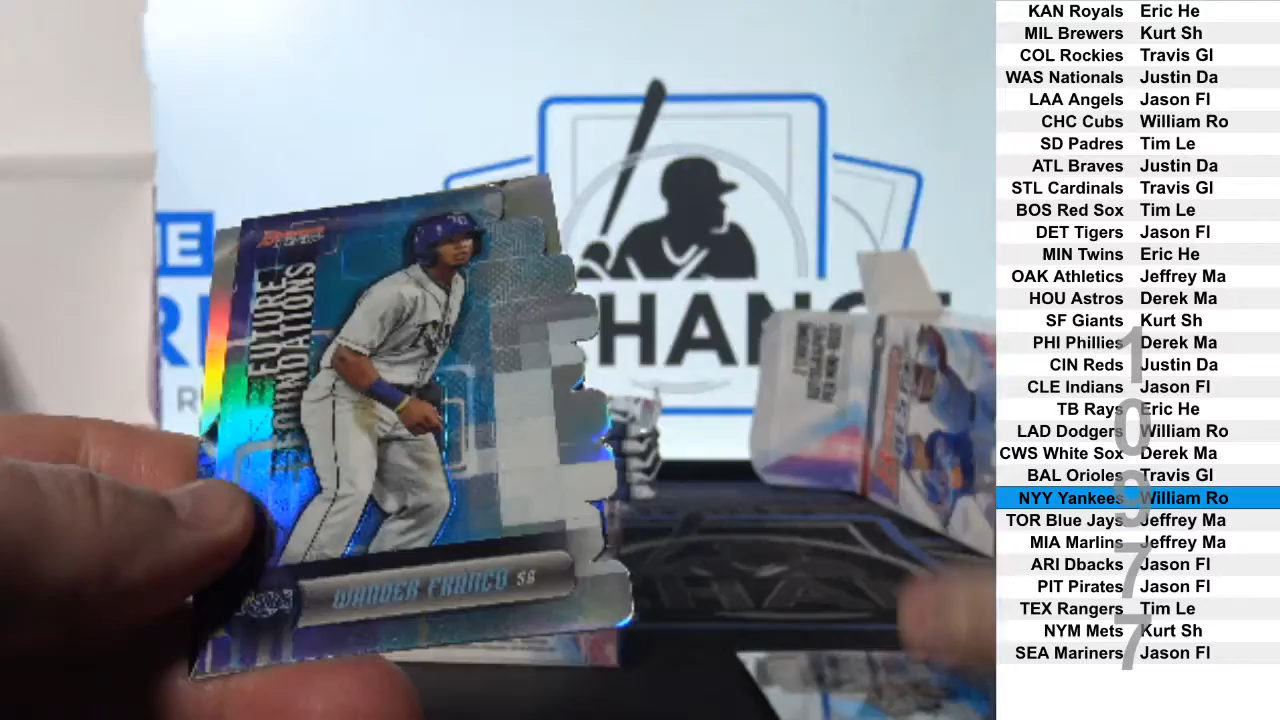 KAN Royals Eric He
MIL Brewers Kurt Sh
COL Rockies Travis Gl
WAS Nationals Justin Da
LAA Angels Jason Fl
CHC Cubs William Ro
SD Padres Tim Le
ATL Braves Justin Da
STL Cardinals Travis Gl
BOS Red Sox Tim Le
DET Tigers Jason Fl
MIN Twins Eric He
OAK Athletics Jeffrey Ma
HOU Astros Derek Ma
SF Giants Kurt Sh
PHI Phillies Derek Ma
CIN Reds Justin Da
CLE Indians Jason Fl
TB Rays Eric He
LAD Dodgers William Ro
CWS White Sox Derek Ma
BAL Orioles Travis Gl
NYY Yankees William Ro
TOR Blue Jays Jeffrey Ma
MIA Marlins Jeffrey Ma
ARI Dbacks Jason Fl
PIT Pirates Jason Fl
TEX Rangers Tim Le
NYM Mets Kurt Sh
SEA Mariners Jason Fl
10977
FUTURE
FOUNDATIONS
WANDER FRANCO SS